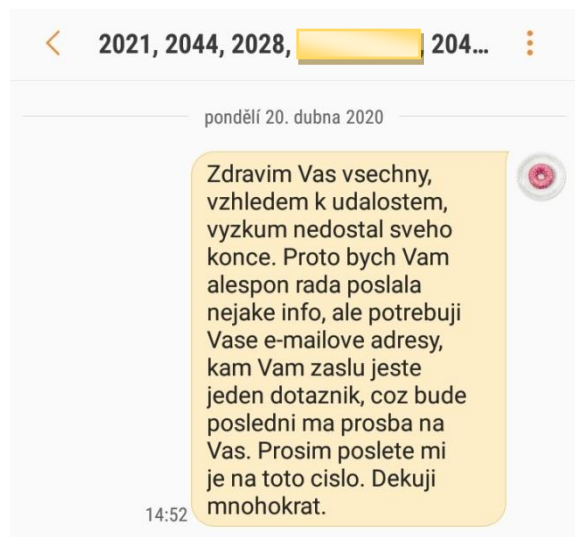 2021, 2044, 2028, , 204...
pondělí 20. dubna 2020
Zdravim Vas vsechny,
vzhledem k udalostem,
vyzkum nedostal sveho
konce. Proto bych Vam
alespon rada poslala
nejake info, ale potrebuji
Vase e-mailove adresy,
kam Vam zaslu jeste
jeden dotaznik, coz bude
posledni ma prosba na
Vas. Prosim poslete mi
je na toto cislo. Dekuji
mnohokrat.
14:52